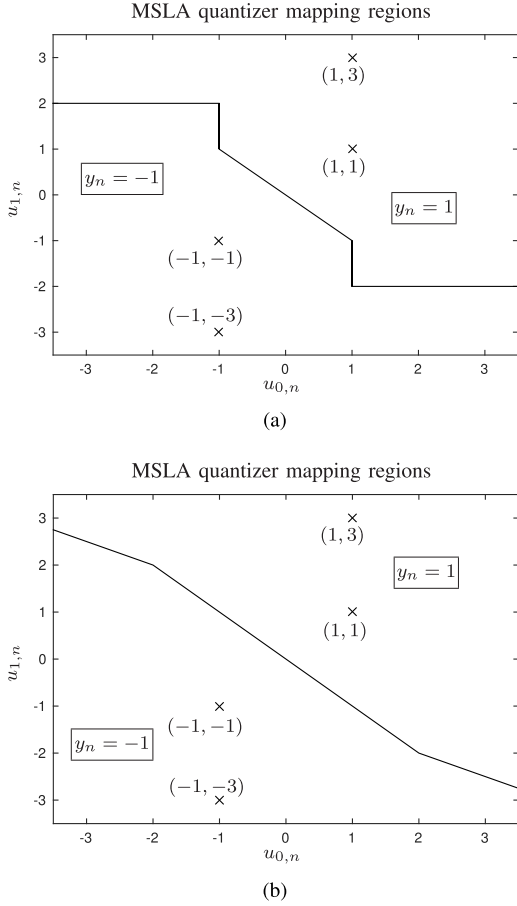 MSLA quantizer mapping regions
3
(1, 3)
2
1
(1, 1)
y_n = −1
0
y_n = 1
u_{1,n}
-1
(−1, −1)
-2
(−1, −3)
-3
-3 -2 -1 0 1 2 3
u_{0,n}
(a)
MSLA quantizer mapping regions
3
(1, 3)
2
y_n = 1
1
(1, 1)
0
u_{1,n}
-1
(−1, −1)
y_n = −1
-2
(−1, −3)
-3
-3 -2 -1 0 1 2 3
u_{0,n}
(b)